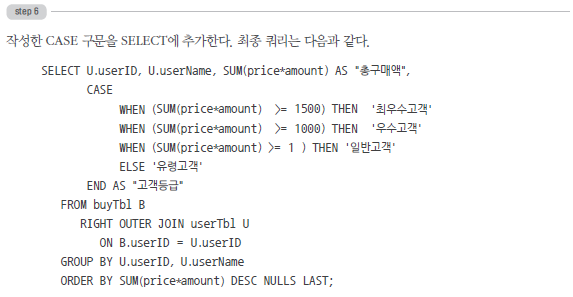 step 6
작성한 CASE 구문을 SELECT에 추가한다. 최종 쿼리는 다음과 같다.
SELECT U.userID, U.userName, SUM(price*amount) AS "총구매액",
CASE
WHEN (SUM(price*amount) >= 1500) THEN '최우수고객'
WHEN (SUM(price*amount) >= 1000) THEN '우수고객'
WHEN (SUM(price*amount) >= 1 ) THEN '일반고객'
ELSE '유령고객'
END AS "고객등급"
FROM buyTbl B
RIGHT OUTER JOIN userTbl U
ON B.userID = U.userID
GROUP BY U.userID, U.userName
ORDER BY SUM(price*amount) DESC NULLS LAST;